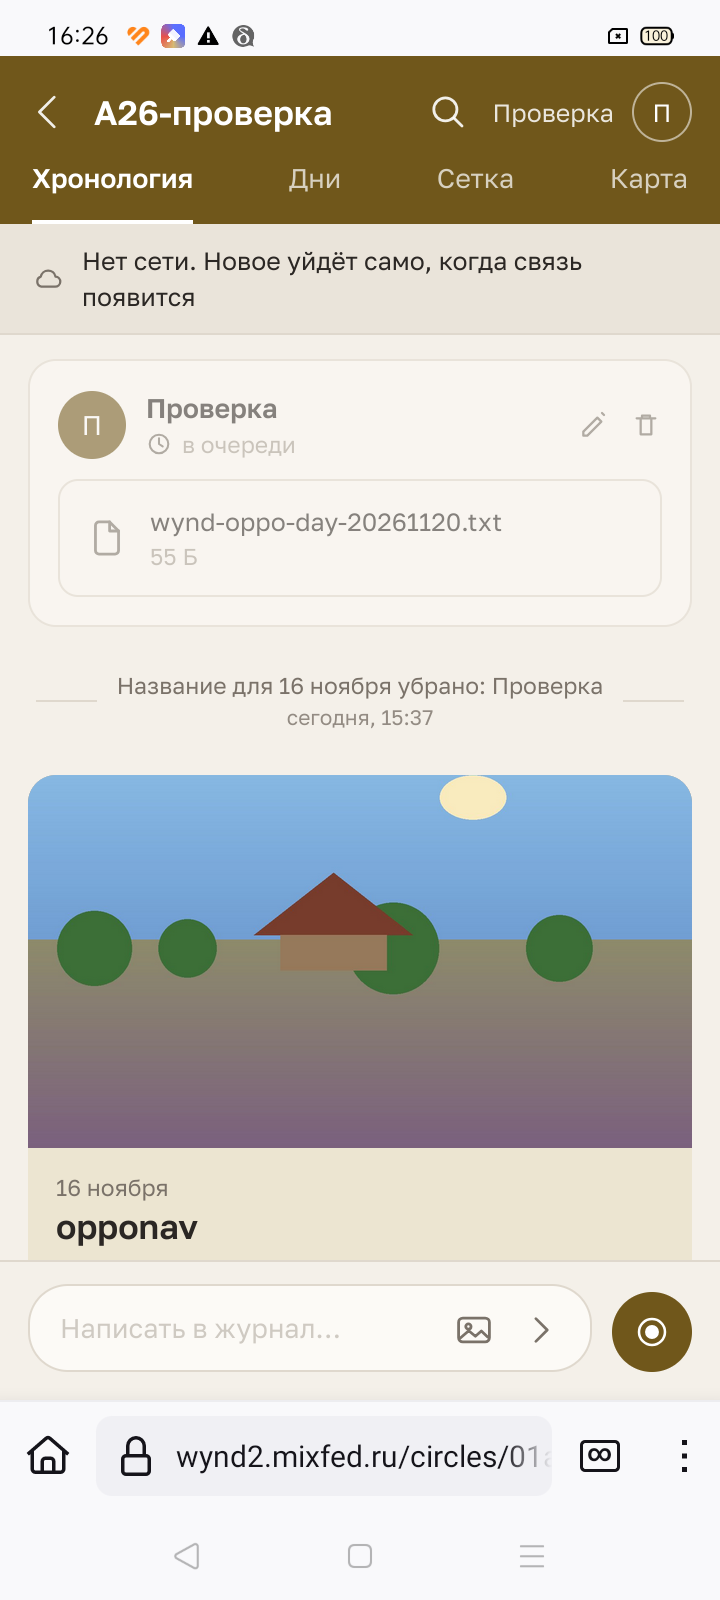 16:26
100
А26-проверка
Проверка
П
Хронология
Дни
Сетка
Карта
Нет сети. Новое уйдёт само, когда связь
появится
П
Проверка
в очереди
wynd-oppo-day-20261120.txt
55 Б
Название для 16 ноября убрано: Проверка
сегодня, 15:37
16 ноября
opponav
Написать в журнал...
wynd2.mixfed.ru/circles/01